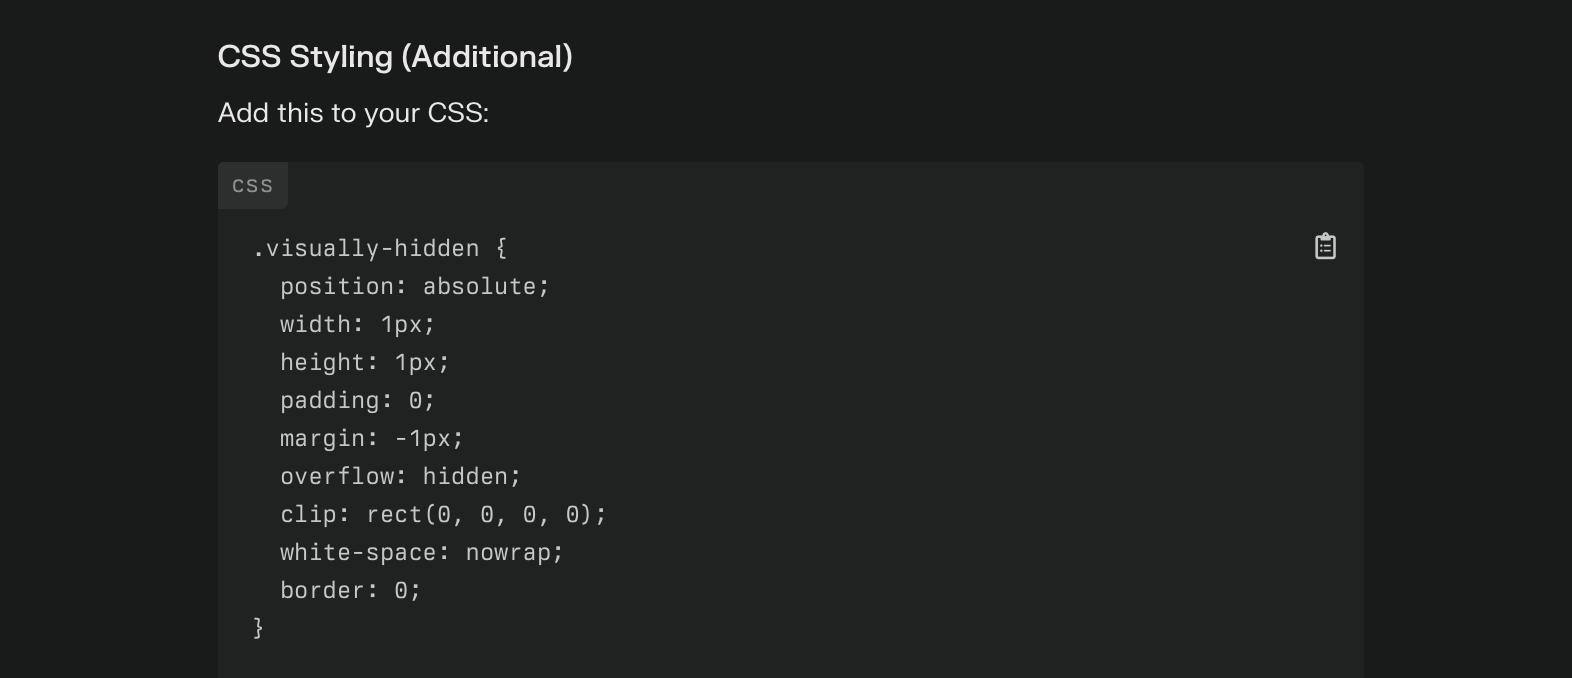 CSS Styling (Additional)
Add this to your CSS:
CSS
.visually-hidden {
  position: absolute;
  width: 1px;
  height: 1px;
  padding: 0;
  margin: -1px;
  overflow: hidden;
  clip: rect(0, 0, 0, 0);
  white-space: nowrap;
  border: 0;
}